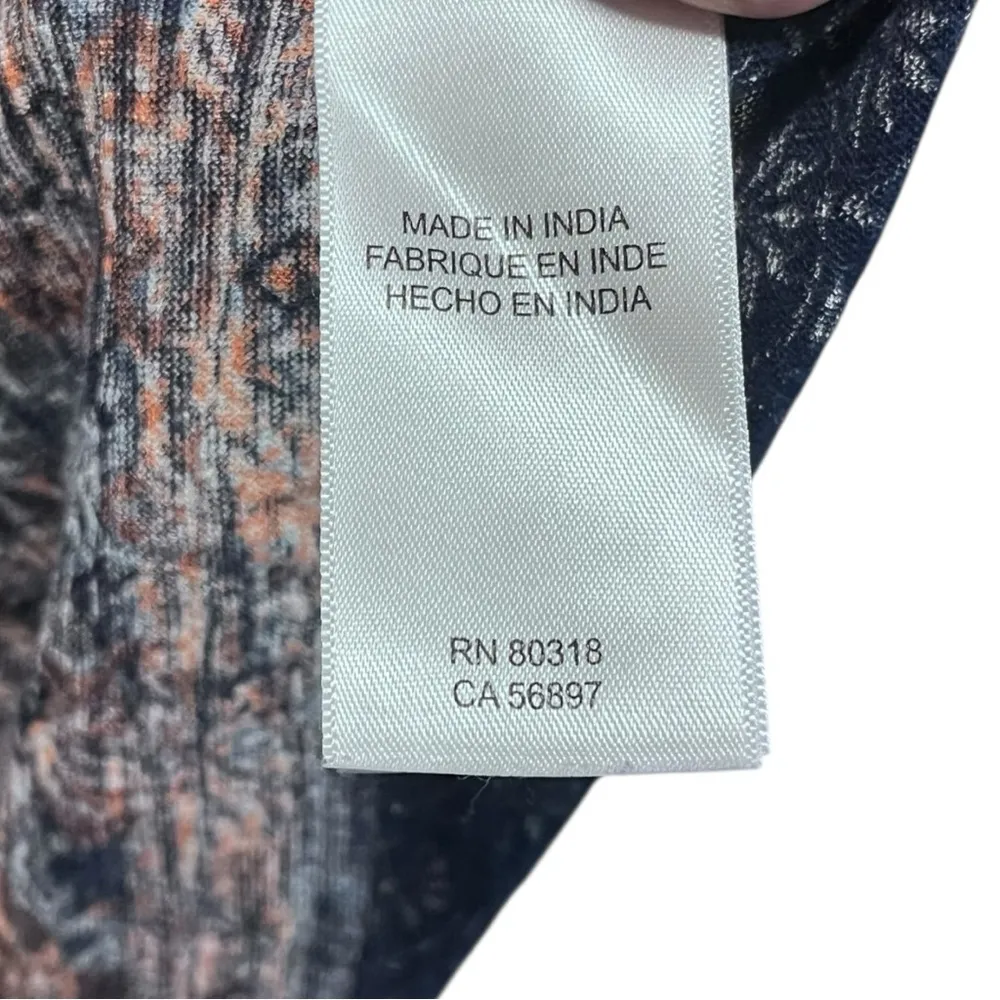 MADE IN INDIA
FABRIQUE EN INDE
HECHO EN INDIA
RN 80318
CA 56897